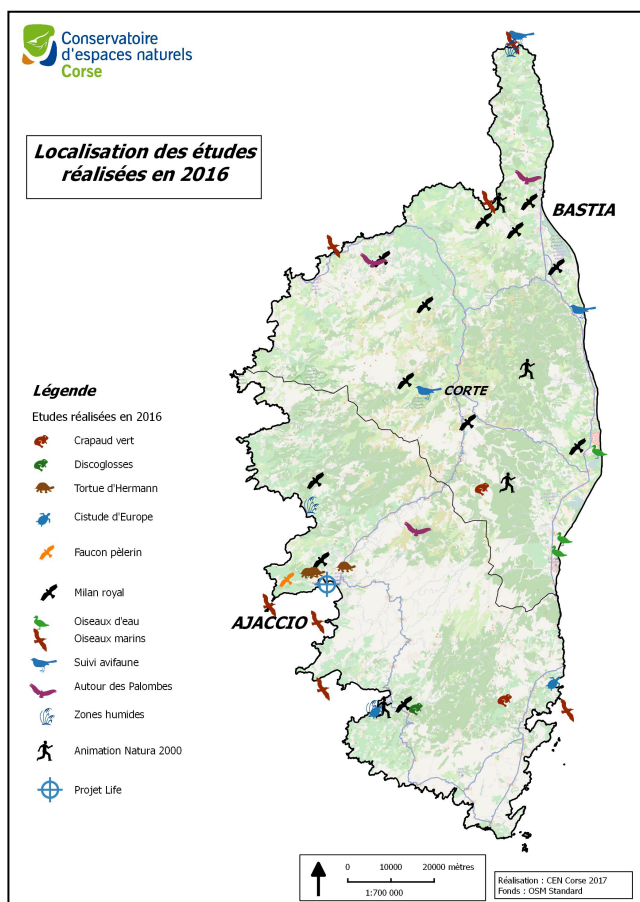 Conservatoire
d'espaces naturels
Corse
Localisation des études
réalisées en 2016
BASTIA
CORTE
AJACCIO
Légende
Etudes réalisées en 2016
Crapaud vert
Discoglosses
Tortue d'Hermann
Cistude d'Europe
Faucon pèlerin
Milan royal
Oiseaux d'eau
Oiseaux marins
Suivi avifaune
Autour des Palombes
Zones humides
Animation Natura 2000
Projet Life
0 10000 20000 mètres
1:700 000
Réalisation : CEN Corse 2017
Fonds : OSM Standard